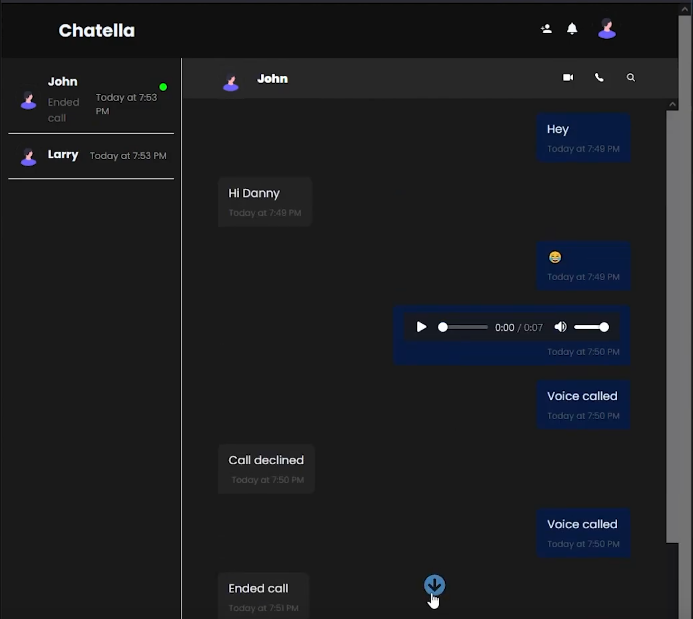 Chatella
John
Ended
call
Today at 7:53
PM
Larry
Today at 7:53 PM
John
Hey
Today at 7:49 PM
Hi Danny
Today at 7:49 PM
😄
Today at 7:49 PM
0:00 / 0:07
Today at 7:50 PM
Voice called
Today at 7:50 PM
Call declined
Today at 7:50 PM
Voice called
Today at 7:50 PM
Ended call
Today at 7:51 PM